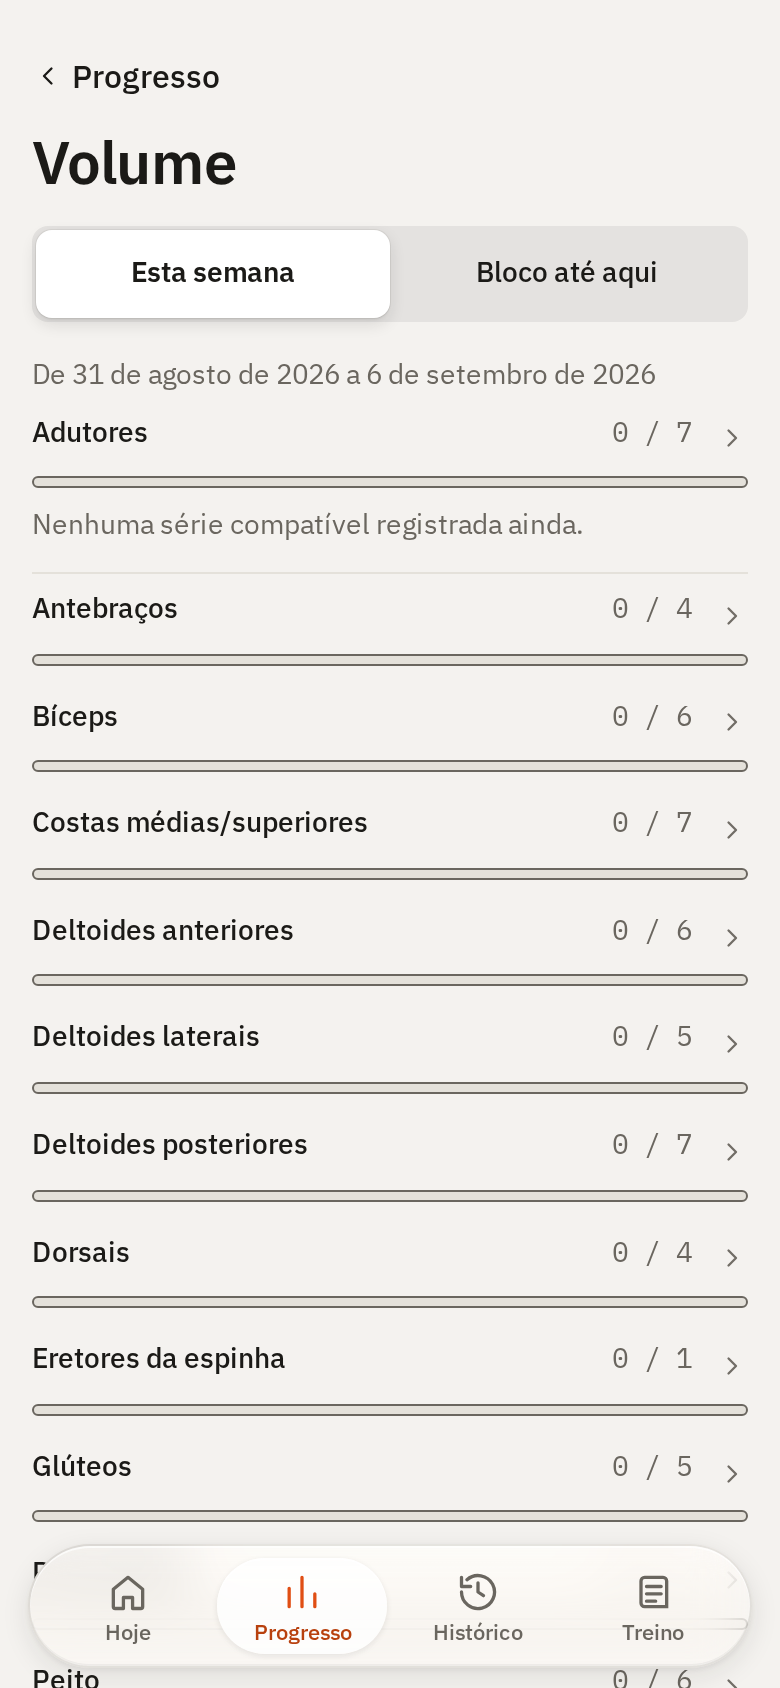 Progresso
Volume
Esta semana
Bloco até aqui
De 31 de agosto de 2026 a 6 de setembro de 2026
Adutores 0 / 7
Nenhuma série compatível registrada ainda.
Antebraços 0 / 4
Bíceps 0 / 6
Costas médias/superiores 0 / 7
Deltoides anteriores 0 / 6
Deltoides laterais 0 / 5
Deltoides posteriores 0 / 7
Dorsais 0 / 4
Eretores da espinha 0 / 1
Glúteos 0 / 5
Hoje
Progresso
Histórico
Treino
Peito 0 / 6